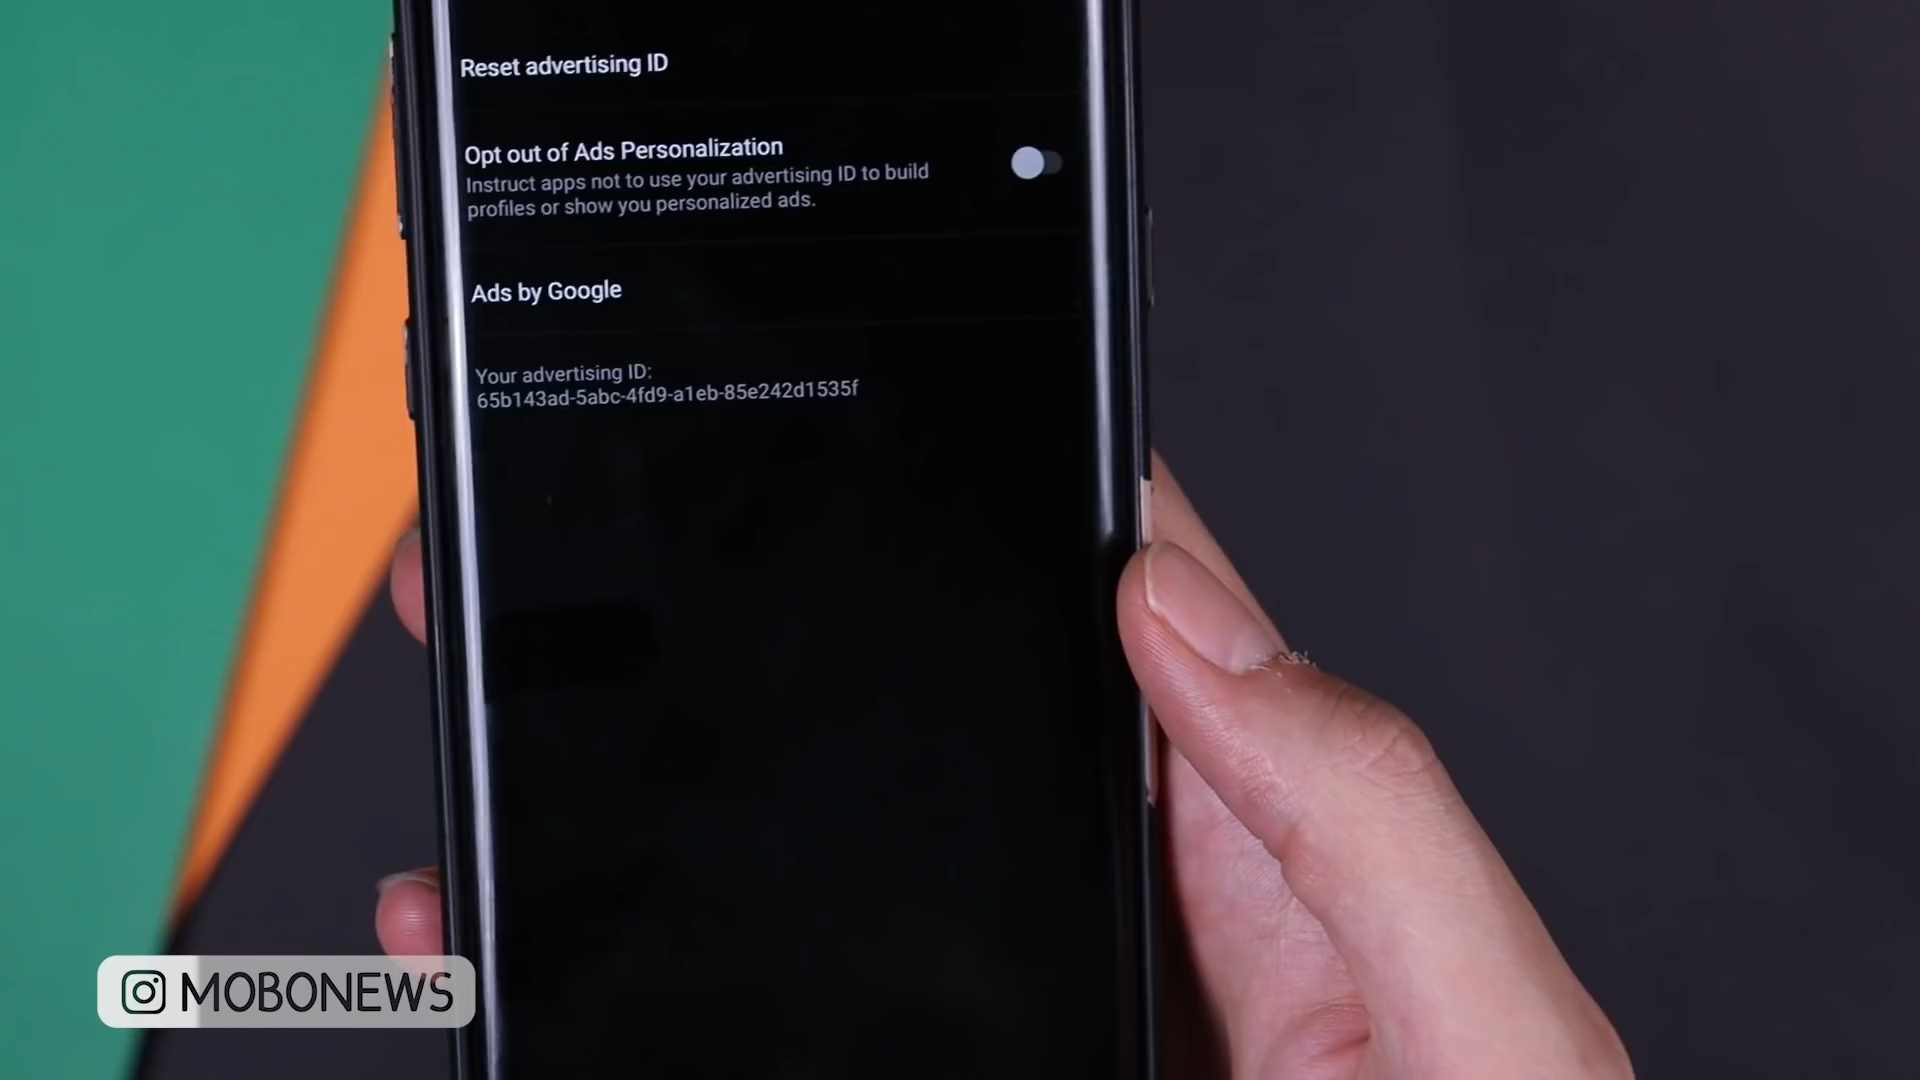 Reset advertising ID
Opt out of Ads Personalization
Instruct apps not to use your advertising ID to build
profiles or show you personalized ads.
Ads by Google
Your advertising ID:
65b143ad-5abc-4fd9-a1eb-85e242d1535f
MOBONEWS